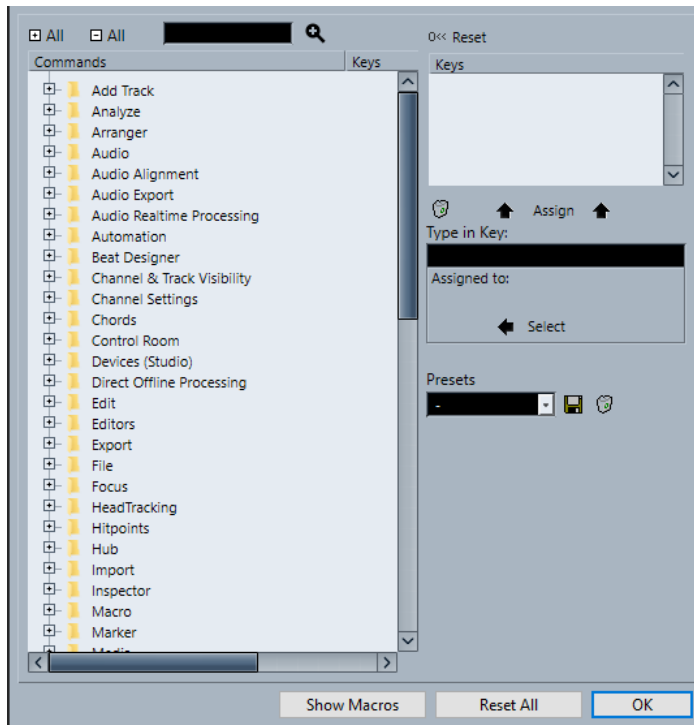 All All
0<< Reset
Commands Keys
Keys
Add Track
Analyze
Arranger
Audio
Audio Alignment
Audio Export
Audio Realtime Processing
Automation
Beat Designer
Channel & Track Visibility
Channel Settings
Chords
Control Room
Devices (Studio)
Direct Offline Processing
Edit
Editors
Export
File
Focus
HeadTracking
Hitpoints
Hub
Import
Inspector
Macro
Marker
Media
Assign
Type in Key:
Assigned to:
Select
Presets
-
Show Macros Reset All OK